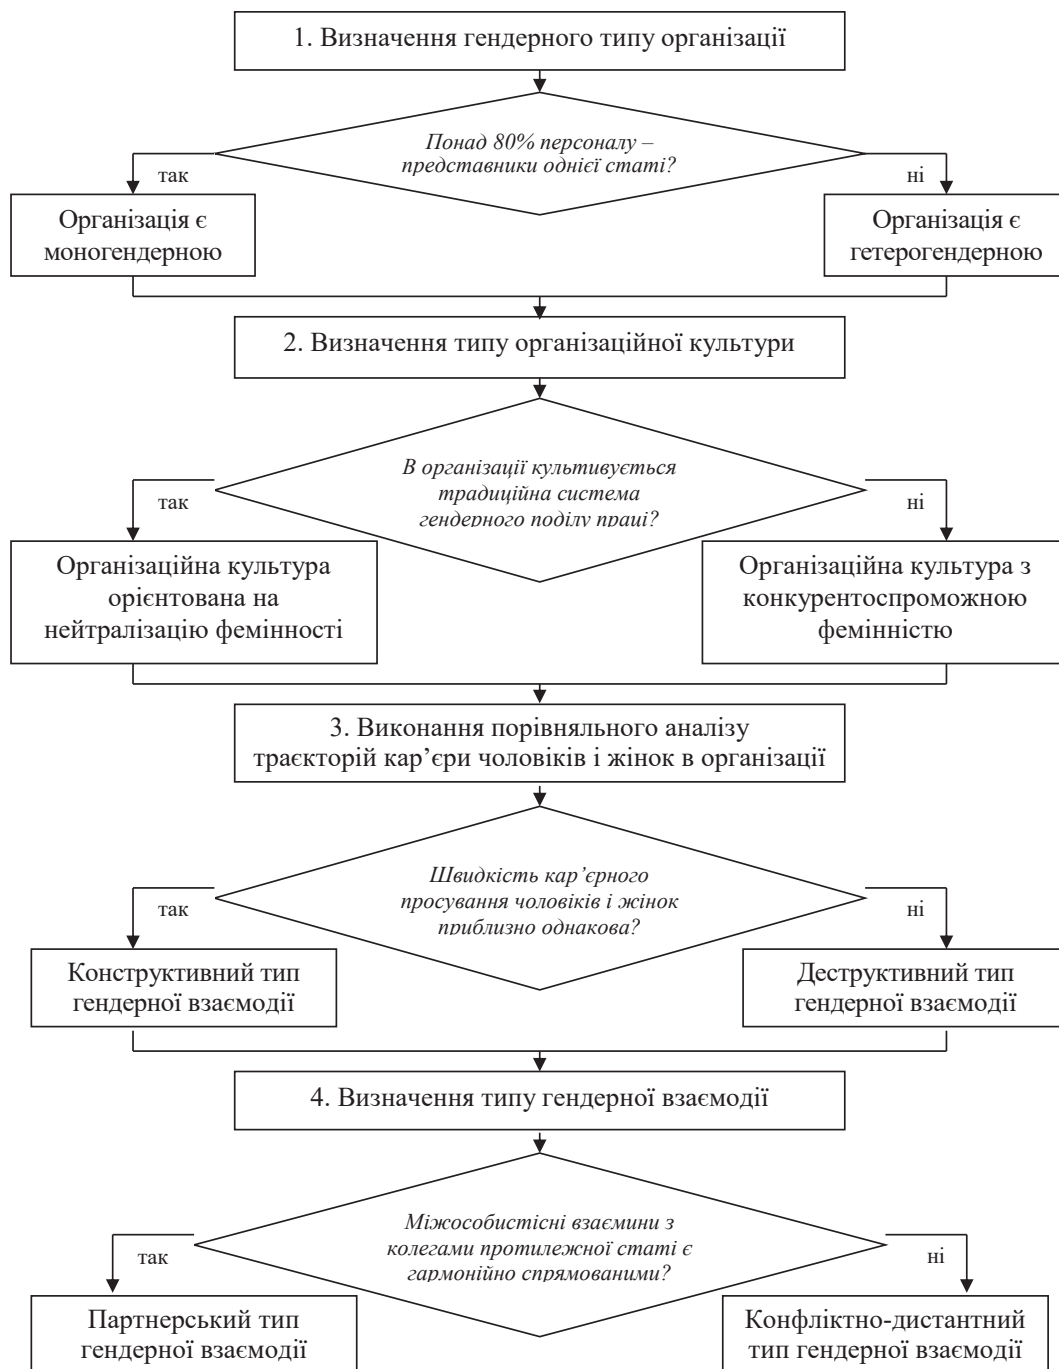 1. Визначення гендерного типу організації
Понад 80% персоналу –
представники однієї статі?
так
ні
Організація є
моногендерною
Організація є
гетерогендерною
2. Визначення типу організаційної культури
В організації культивується
традиційна система
гендерного поділу праці?
так
ні
Організаційна культура
орієнтована на
нейтралізацію фемінності
Організаційна культура з
конкурентоспроможною
фемінністю
3. Виконання порівняльного аналізу
траєкторій кар’єри чоловіків і жінок в організації
Швидкість кар’єрного
просування чоловіків і жінок
приблизно однакова?
так
ні
Конструктивний тип
гендерної взаємодії
Деструктивний тип
гендерної взаємодії
4. Визначення типу гендерної взаємодії
Міжособистісні взаємини з
колегами протилежної статі є
гармонійно спрямованими?
так
ні
Партнерський тип
гендерної взаємодії
Конфліктно-дистантний
тип гендерної взаємодії